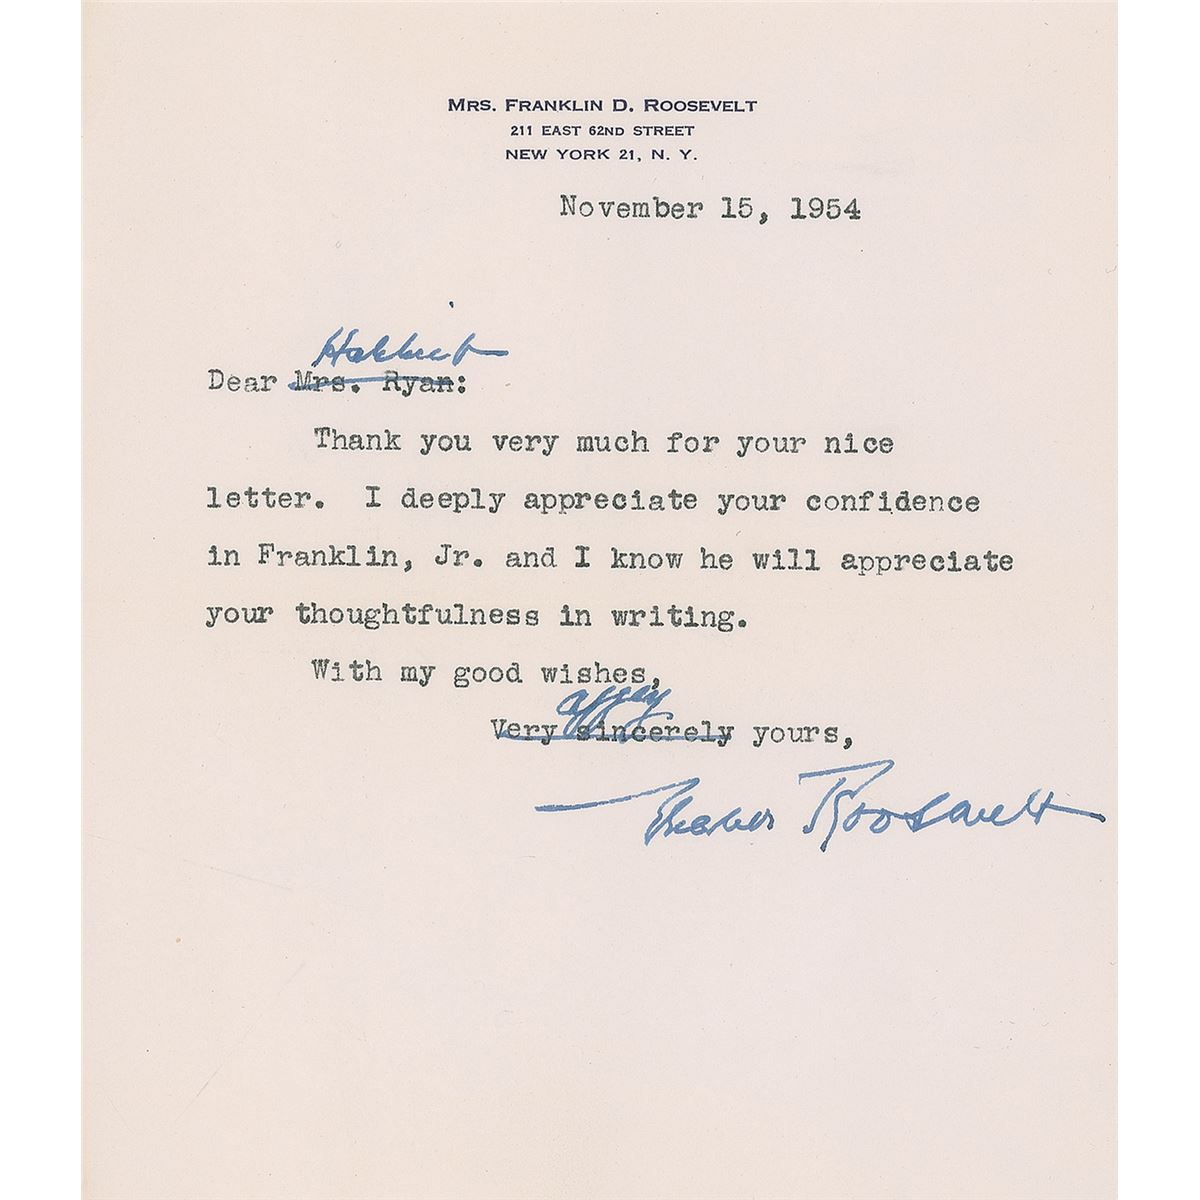 MRS. FRANKLIN D. ROOSEVELT
211 EAST 62ND STREET
NEW YORK 21, N. Y.
November 15, 1954
Dear Mrs. Ryan:
Thank you very much for your nice
letter. I deeply appreciate your confidence
in Franklin, Jr. and I know he will appreciate
your thoughtfulness in writing.
With my good wishes,
Very sincerely yours,
Eleanor Roosevelt